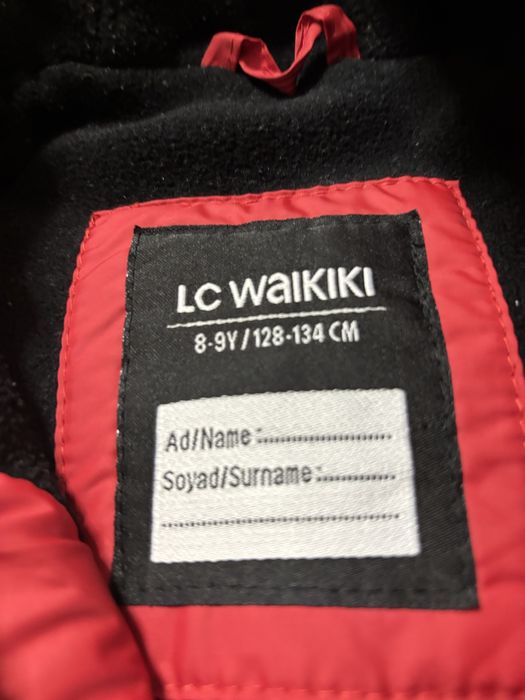 LC WAIKIKI
8-9Y/128-134 CM
Ad/Name :..........................
Soyad/Surname :...............
.............................................